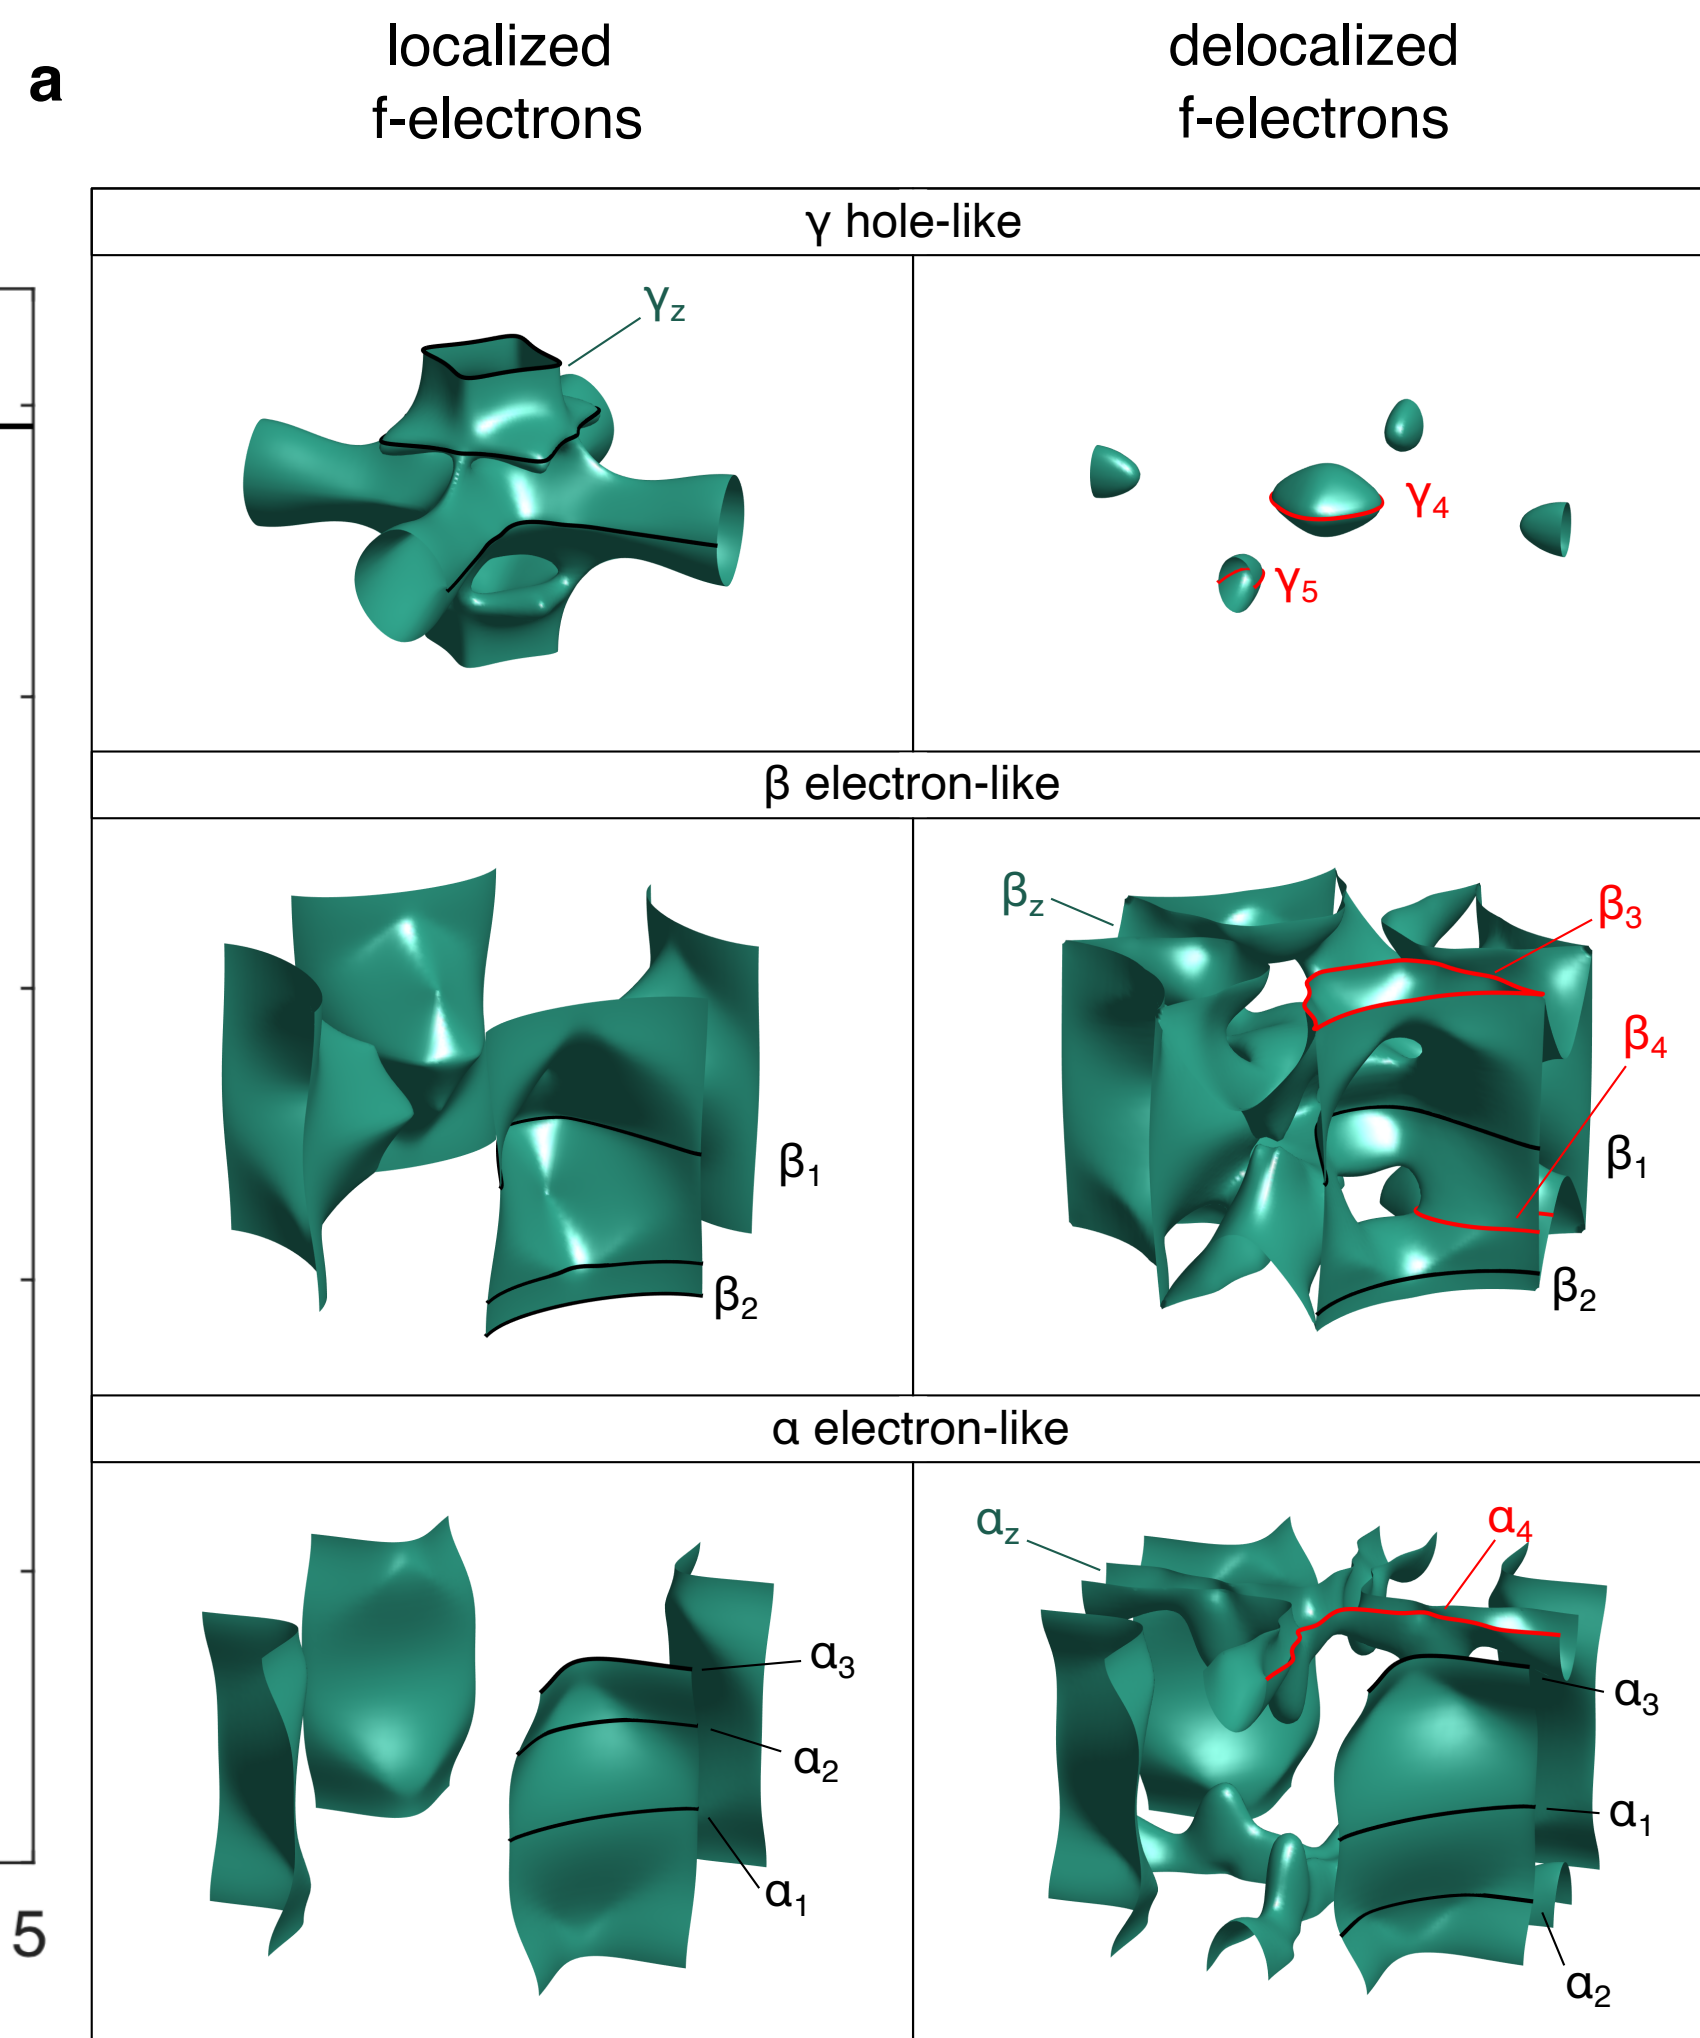 a
localized
f-electrons
delocalized
f-electrons
γ hole-like
γz
γ4
γ5
β electron-like
βz
β3
β4
β1
β2
β1
β2
α electron-like
αz
α4
α3
α2
α1
α3
α1
α2
5